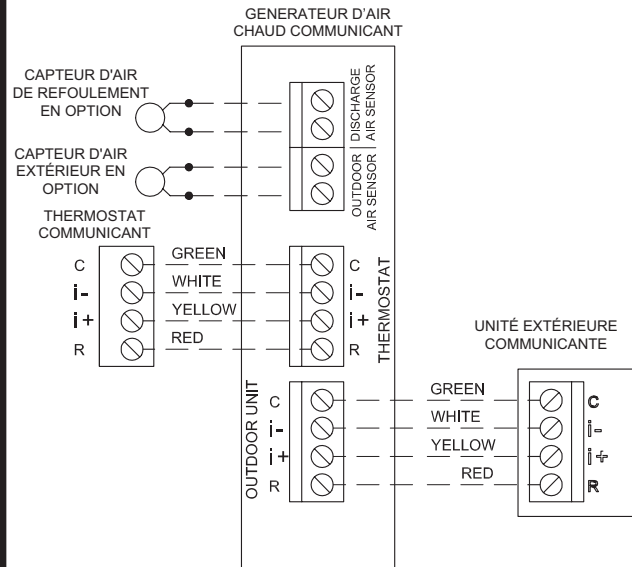 GENERATEUR D'AIR
CHAUD COMMUNICANT
CAPTEUR D'AIR
DE REFOULEMENT
EN OPTION
DISCHARGE
AIR SENSOR
CAPTEUR D'AIR
EXTÉRIEUR EN
OPTION
OUTDOOR
AIR SENSOR
THERMOSTAT
COMMUNICANT
C GREEN C
i- WHITE i-
i+ YELLOW i+
R RED R
THERMOSTAT
UNITÉ EXTÉRIEURE
COMMUNICANTE
OUTDOOR UNIT
C GREEN C
i- WHITE i-
i+ YELLOW i+
R RED R